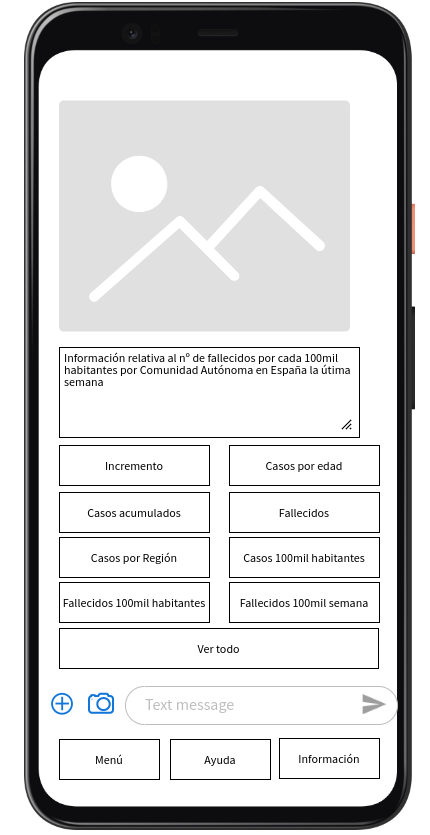 Información relativa al nº de fallecidos por cada 100mil
habitantes por Comunidad Autónoma en España la útima
semana
Incremento
Casos por edad
Casos acumulados
Fallecidos
Casos por Región
Casos 100mil habitantes
Fallecidos 100mil habitantes
Fallecidos 100mil semana
Ver todo
Text message
Menú
Ayuda
Información